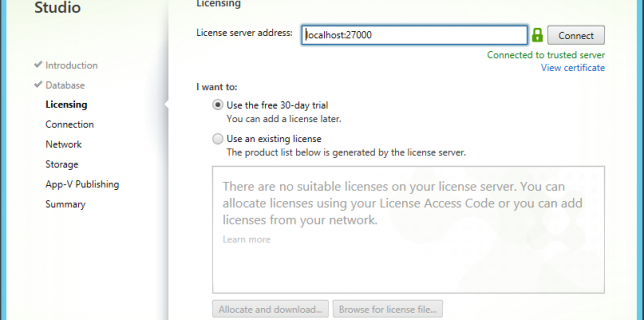 Studio
Licensing
License server address: localhost:27000 Connect
Connected to trusted server
View certificate
Introduction
Database
Licensing
Connection
Network
Storage
App-V Publishing
Summary
I want to:
Use the free 30-day trial
You can add a license later.
Use an existing license
The product list below is generated by the license server.
There are no suitable licenses on your license server. You can
allocate licenses using your License Access Code or you can add
licenses from your network.
Learn more
Allocate and download... Browse for license file...